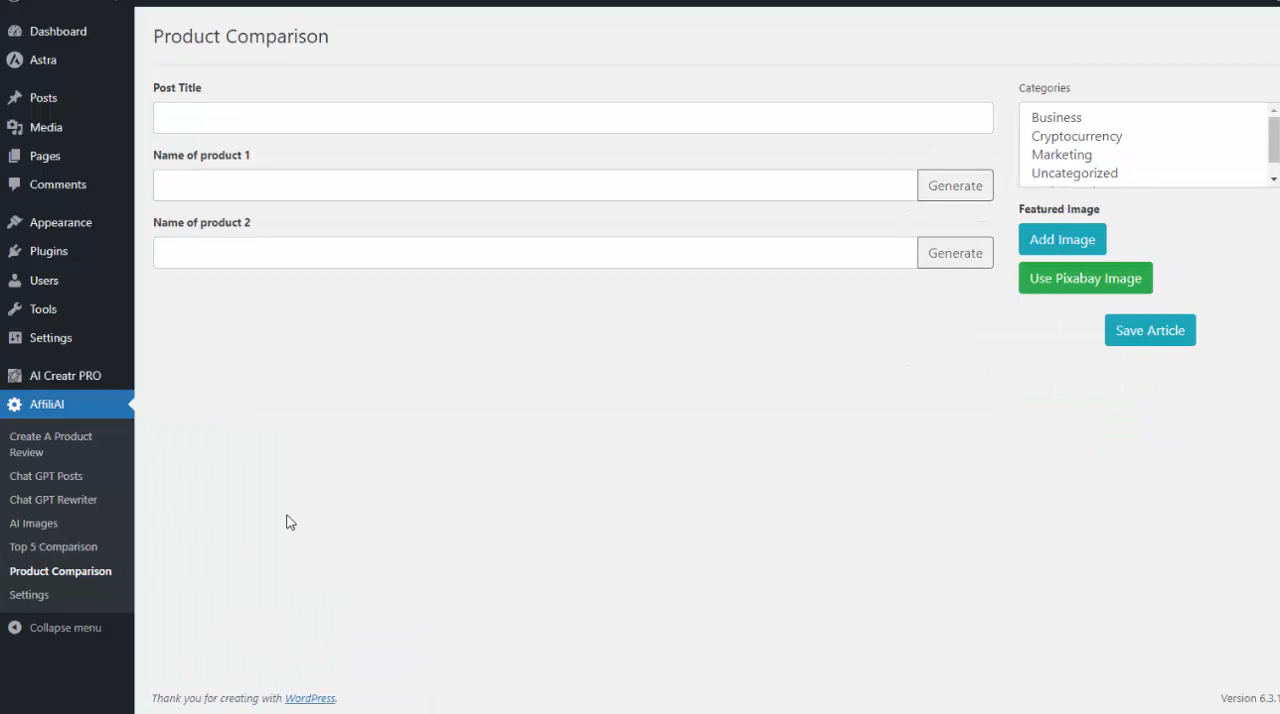 Dashboard
Astra
Posts
Media
Pages
Comments
Appearance
Plugins
Users
Tools
Settings
AI Creatr PRO
AffiliAI
Create A Product
Review
Chat GPT Posts
Chat GPT Rewriter
AI Images
Top 5 Comparison
Product Comparison
Settings
Collapse menu
Product Comparison
Post Title
Name of product 1
Generate
Name of product 2
Generate
Categories
Business
Cryptocurrency
Marketing
Uncategorized
Featured Image
Add Image
Use Pixabay Image
Save Article
Thank you for creating with WordPress.
Version 6.3.1